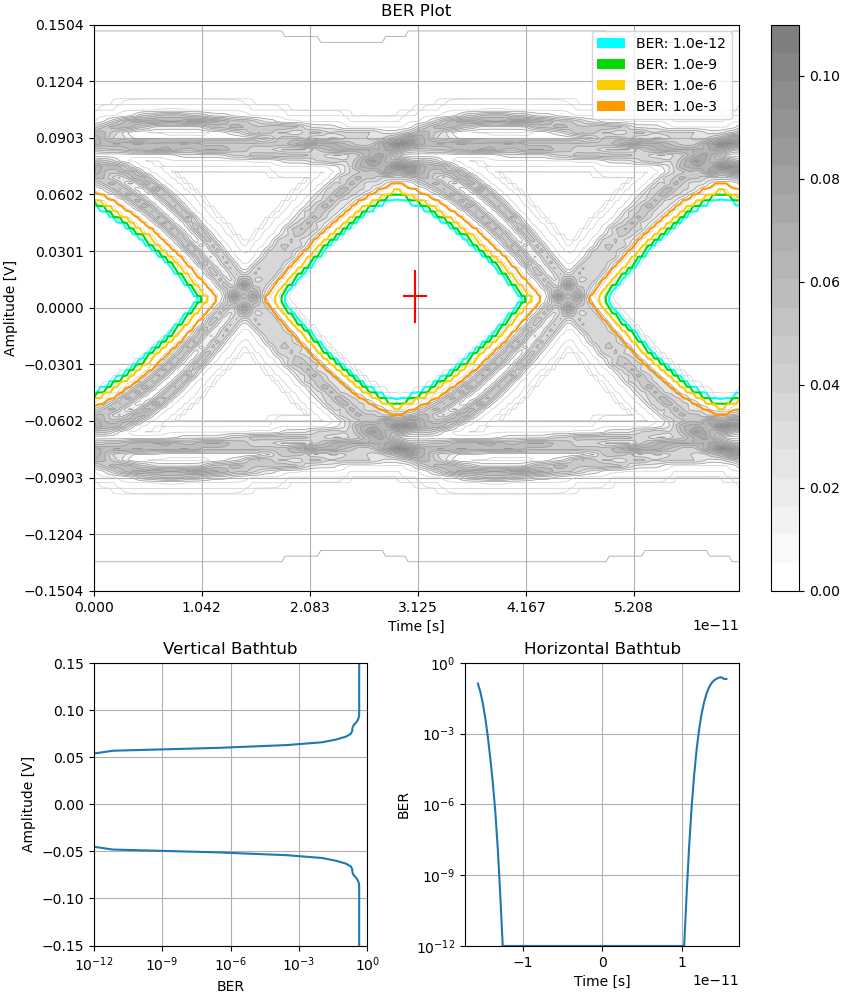 BER Plot
0.1504
0.1204
0.0903
0.0602
0.0301
0.0000
−0.0301
−0.0602
−0.0903
−0.1204
−0.1504
Amplitude [V]
BER: 1.0e-12
BER: 1.0e-9
BER: 1.0e-6
BER: 1.0e-3
0.10
0.08
0.06
0.04
0.02
0.00
0.000 1.042 2.083 3.125 4.167 5.208
Time [s]
1e−11
Vertical Bathtub
0.15
0.10
0.05
0.00
−0.05
−0.10
−0.15
Amplitude [V]
10⁻¹² 10⁻⁹ 10⁻⁶ 10⁻³ 10⁰
BER
Horizontal Bathtub
10⁰
10⁻³
10⁻⁶
10⁻⁹
10⁻¹²
BER
−1 0 1
Time [s]
1e−11